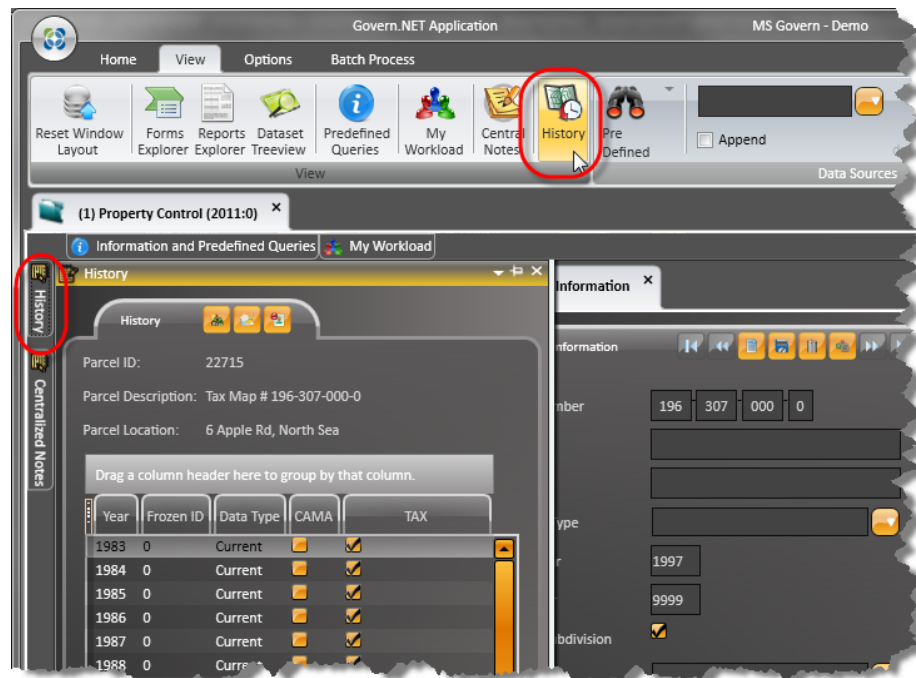 Govern.NET Application MS Govern - Demo
Home View Options Batch Process
Reset Window Layout
Forms Explorer
Reports Explorer
Dataset Treeview
Predefined Queries
My Workload
Central Notes
History
Pre Defined
Append
View Data Sources
(1) Property Control (2011:0)
Information and Predefined Queries My Workload
History
Centralized Notes
History
Information
History
Information
Parcel ID: 22715
Parcel Description: Tax Map # 196-307-000-0
mber 196 307 000 0
Parcel Location: 6 Apple Rd, North Sea
Drag a column header here to group by that column.
Year Frozen ID Data Type CAMA TAX
ype
1983 0 Current
1984 0 Current
r 1997
1985 0 Current
1986 0 Current
9999
1987 0 Current
bdivision
1988 0